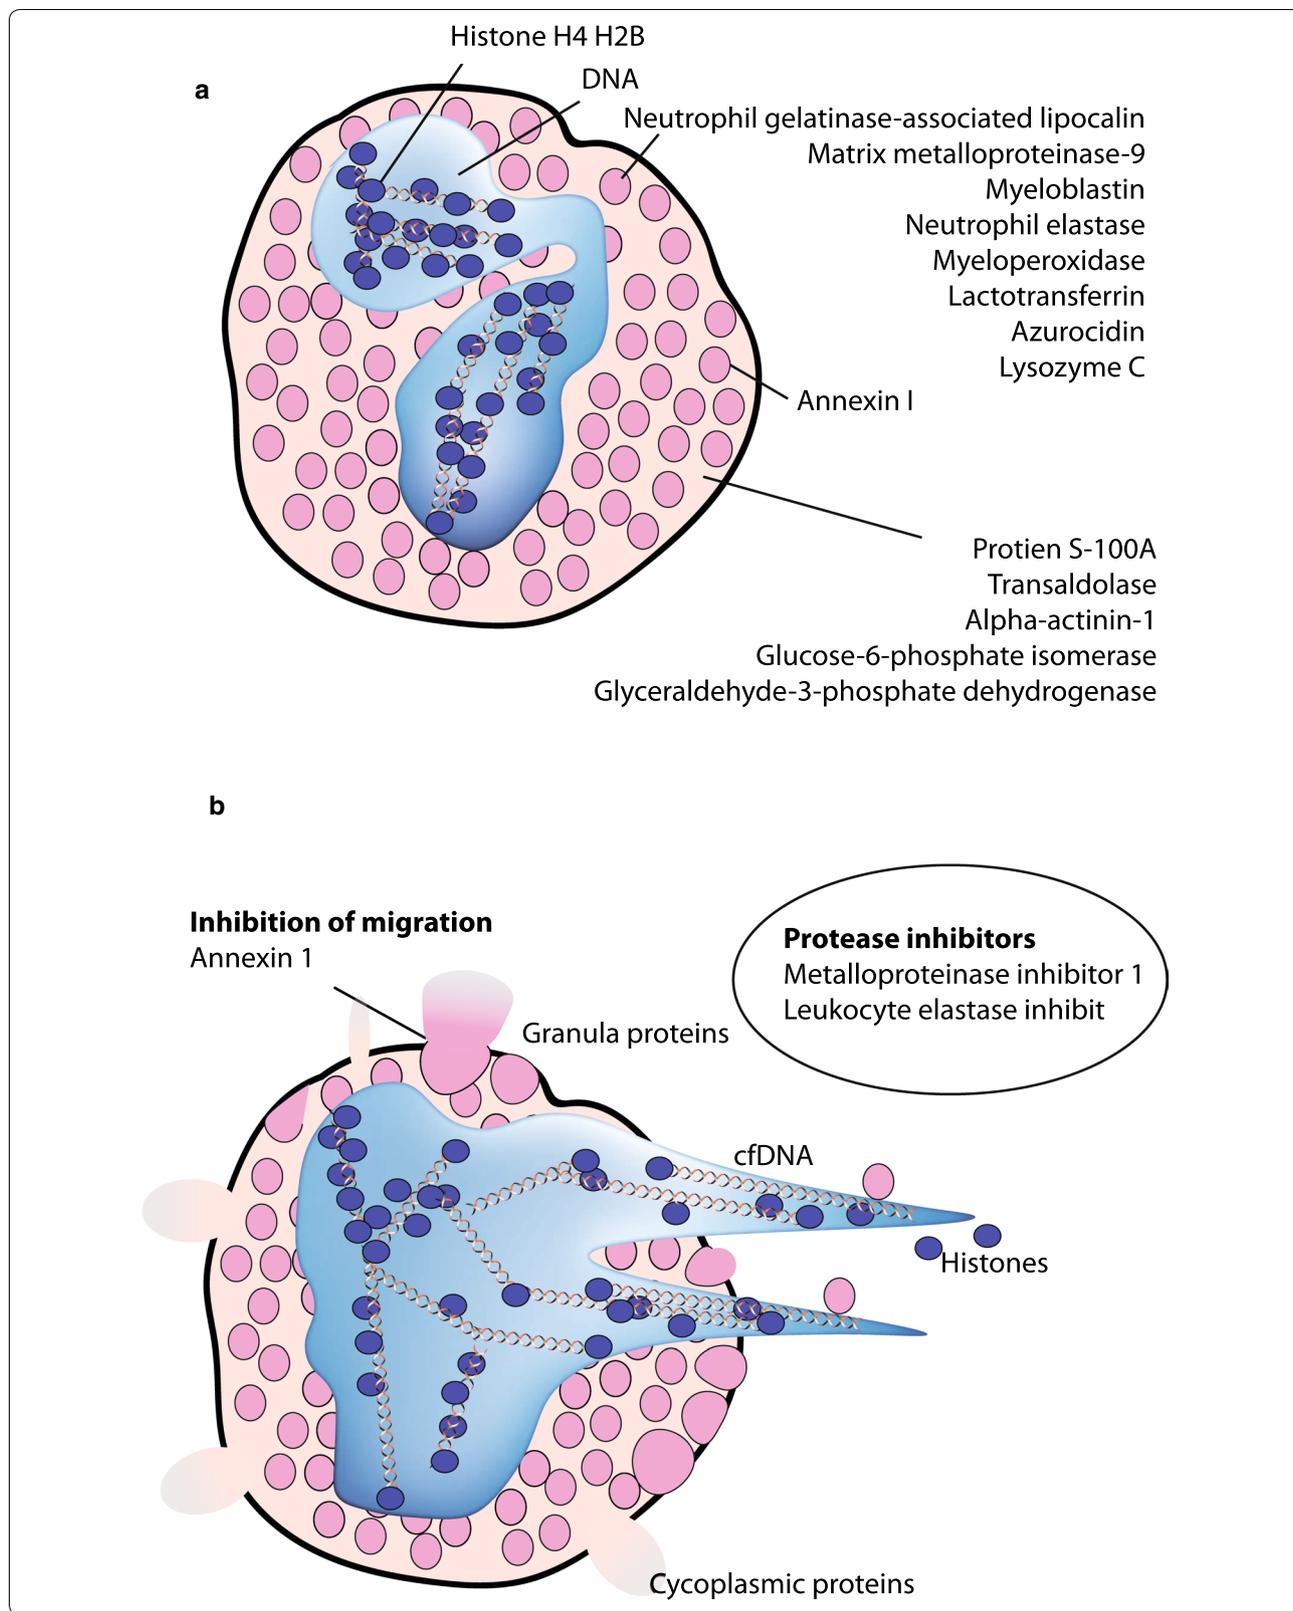 Histone H4 H2B
a
DNA
Neutrophil gelatinase-associated lipocalin
Matrix metalloproteinase-9
Myeloblastin
Neutrophil elastase
Myeloperoxidase
Lactotransferrin
Azurocidin
Lysozyme C
Annexin I
Protien S-100A
Transaldolase
Alpha-actinin-1
Glucose-6-phosphate isomerase
Glyceraldehyde-3-phosphate dehydrogenase
b
Inhibition of migration
Annexin 1
Protease inhibitors
Metalloproteinase inhibitor 1
Leukocyte elastase inhibit
Granula proteins
cfDNA
Histones
Cycoplasmic proteins